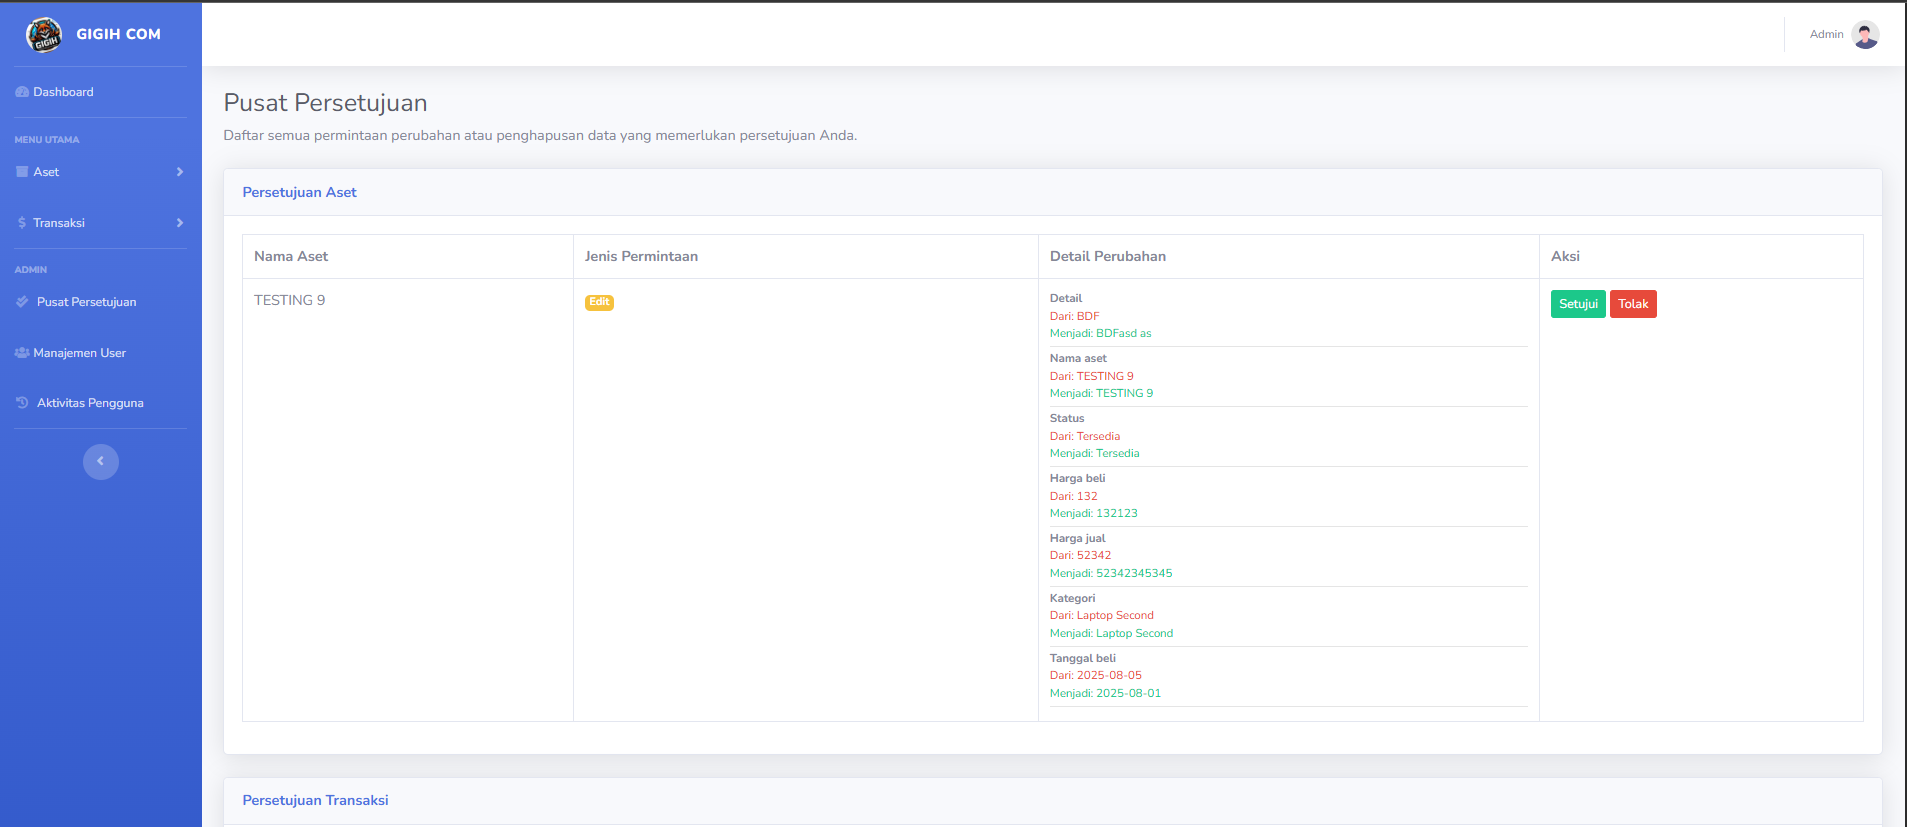 GIGIH
GIGIH COM
Admin
Dashboard
MENU UTAMA
Aset
Transaksi
ADMIN
Pusat Persetujuan
Manajemen User
Aktivitas Pengguna
Pusat Persetujuan
Daftar semua permintaan perubahan atau penghapusan data yang memerlukan persetujuan Anda.
Persetujuan Aset
Nama Aset Jenis Permintaan Detail Perubahan Aksi
TESTING 9 Edit
Detail
Dari: BDF
Menjadi: BDFasd as
Nama aset
Dari: TESTING 9
Menjadi: TESTING 9
Status
Dari: Tersedia
Menjadi: Tersedia
Harga beli
Dari: 132
Menjadi: 132123
Harga jual
Dari: 52342
Menjadi: 52342345345
Kategori
Dari: Laptop Second
Menjadi: Laptop Second
Tanggal beli
Dari: 2025-08-05
Menjadi: 2025-08-01
Setujui Tolak
Persetujuan Transaksi